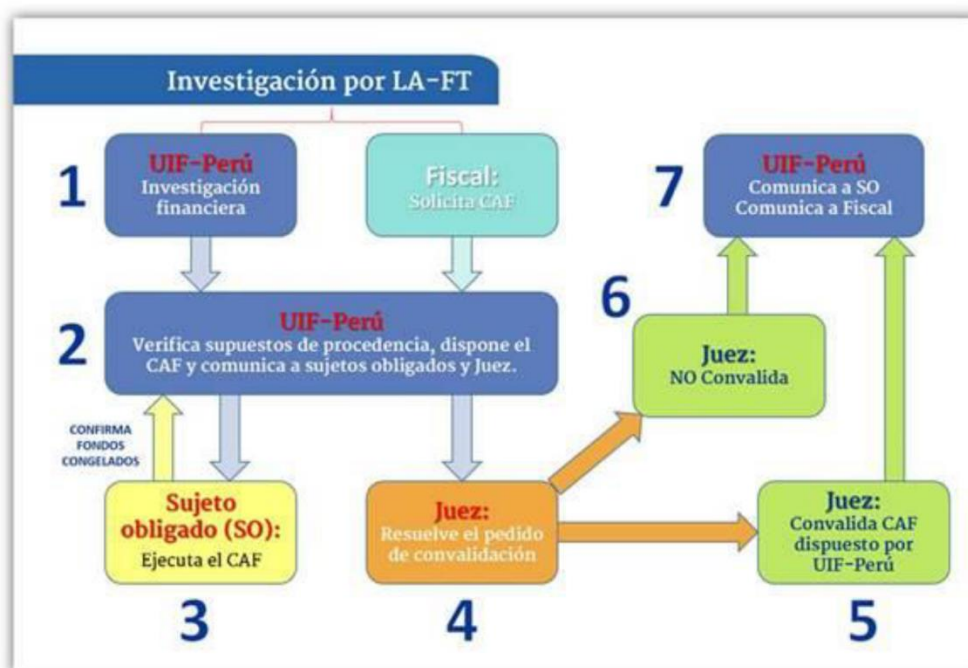 Investigación por LA-FT
1
UIF-Perú
Investigación
financiera
Fiscal:
Solicita CAF
7
UIF-Perú
Comunica a SO
Comunica a Fiscal
2
UIF-Perú
Verifica supuestos de procedencia, dispone el
CAF y comunica a sujetos obligados y Juez.
6
Juez:
NO Convalida
CONFIRMA
FONDOS
CONGELADOS
Sujeto
obligado (SO):
Ejecuta el CAF
3
Juez:
Resuelve el pedido
de convalidación
4
Juez:
Convalida CAF
dispuesto por
UIF-Perú
5